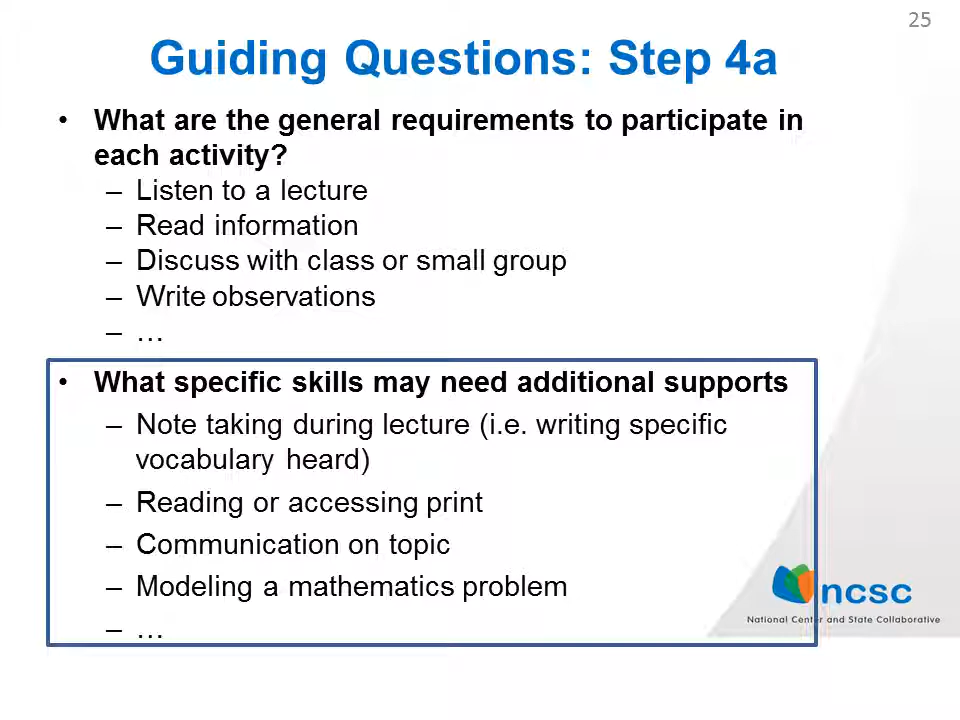 25
Guiding Questions: Step 4a
• What are the general requirements to participate in
each activity?
– Listen to a lecture
– Read information
– Discuss with class or small group
– Write observations
– …
• What specific skills may need additional supports
– Note taking during lecture (i.e. writing specific
vocabulary heard)
– Reading or accessing print
– Communication on topic
– Modeling a mathematics problem
– …
ncsc
National Center and State Collaborative